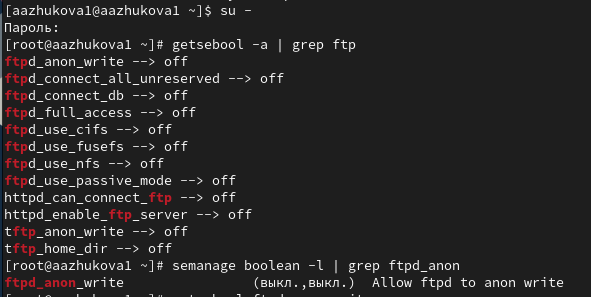 [aazhukova1@aazhukova1 ~]$ su -
Пароль:
[root@aazhukova1 ~]# getsebool -a | grep ftp
ftpd_anon_write --> off
ftpd_connect_all_unreserved --> off
ftpd_connect_db --> off
ftpd_full_access --> off
ftpd_use_cifs --> off
ftpd_use_fusefs --> off
ftpd_use_nfs --> off
ftpd_use_passive_mode --> off
httpd_can_connect_ftp --> off
httpd_enable_ftp_server --> off
tftp_anon_write --> off
tftp_home_dir --> off
[root@aazhukova1 ~]# semanage boolean -l | grep ftpd_anon
ftpd_anon_write (выкл.,выкл.) Allow ftpd to anon write